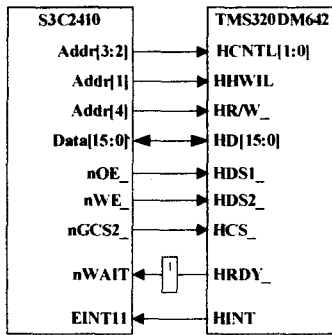 S3C2410 TMS320DM642
Addr[3:2] HCNTL[1:0]
Addr[1] HHWIL
Addr[4] HR/W_
Data[15:0] HD[15:0]
nOE_ HDS1_
nWE_ HDS2_
nGCS2_ HCS_
nWAIT 1 HRDY_
EINT11 HINT